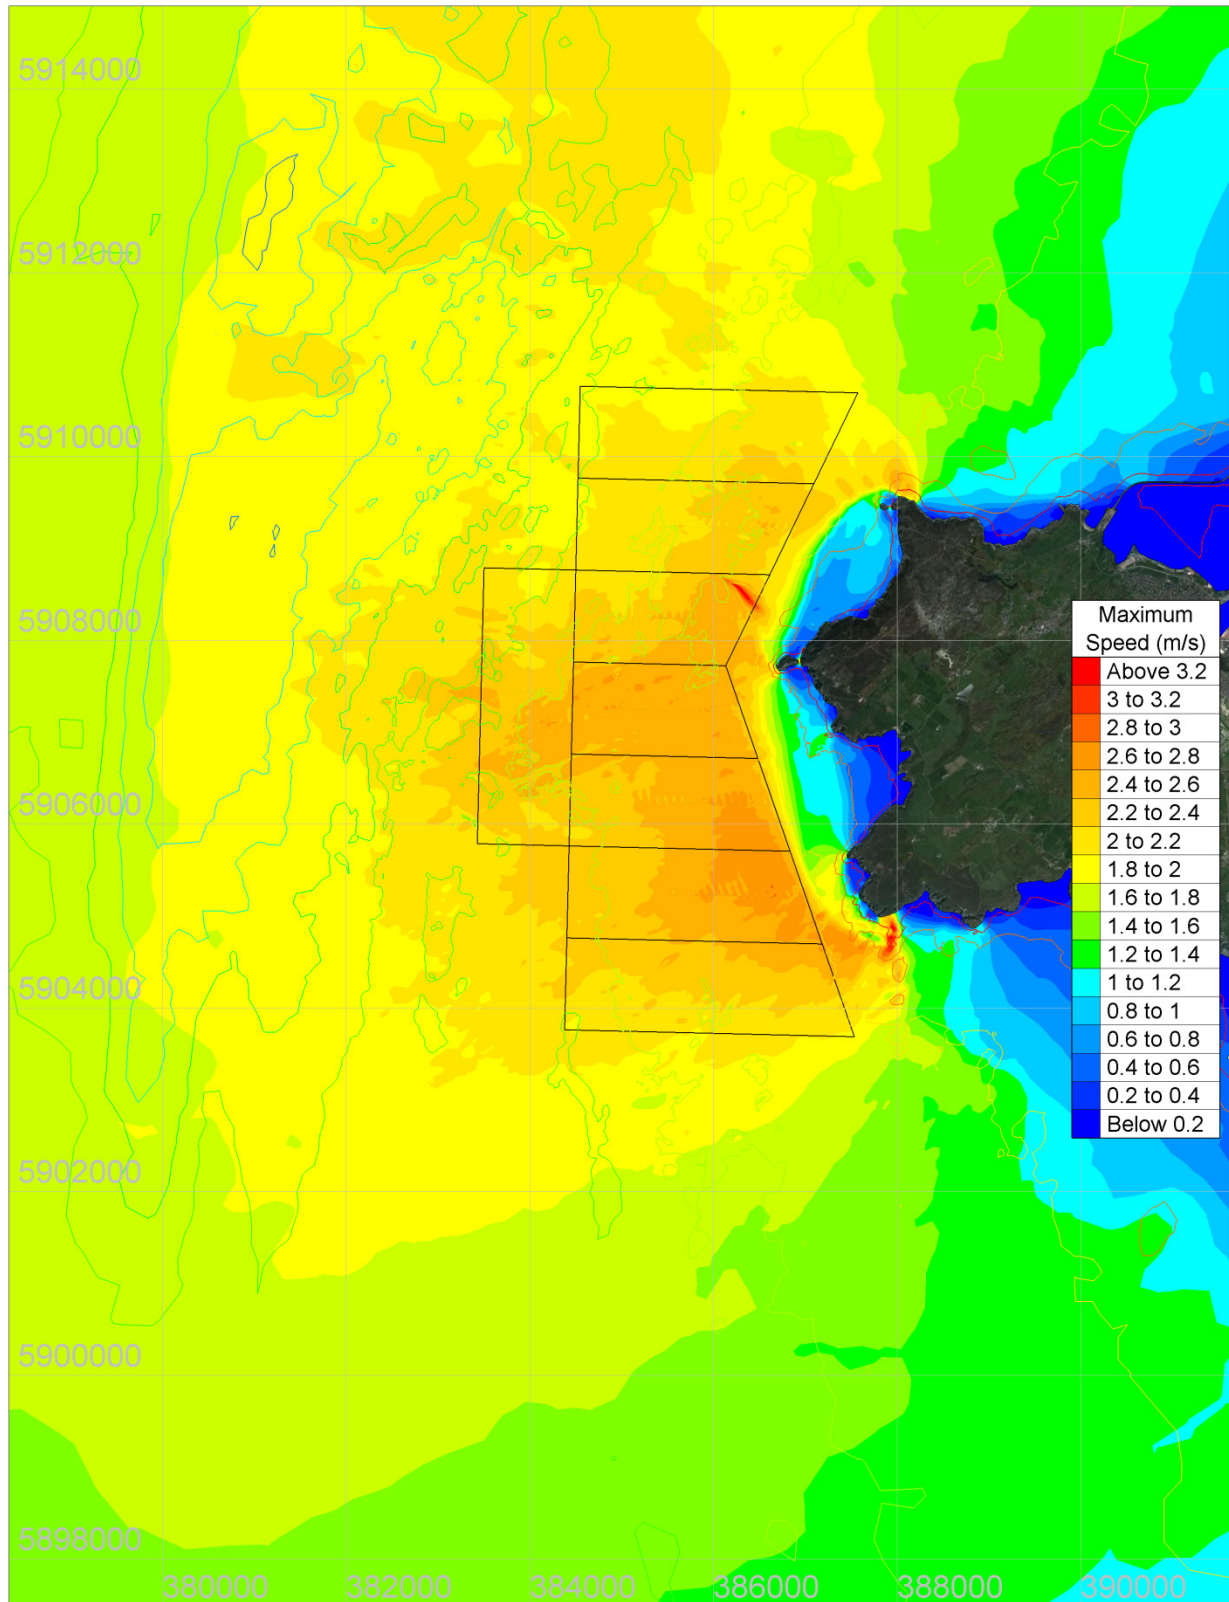 5914000
5912000
5910000
5908000
5906000
5904000
5902000
5900000
5898000
380000 382000 384000 386000 388000 390000
Maximum
Speed (m/s)
Above 3.2
3 to 3.2
2.8 to 3
2.6 to 2.8
2.4 to 2.6
2.2 to 2.4
2 to 2.2
1.8 to 2
1.6 to 1.8
1.4 to 1.6
1.2 to 1.4
1 to 1.2
0.8 to 1
0.6 to 0.8
0.4 to 0.6
0.2 to 0.4
Below 0.2